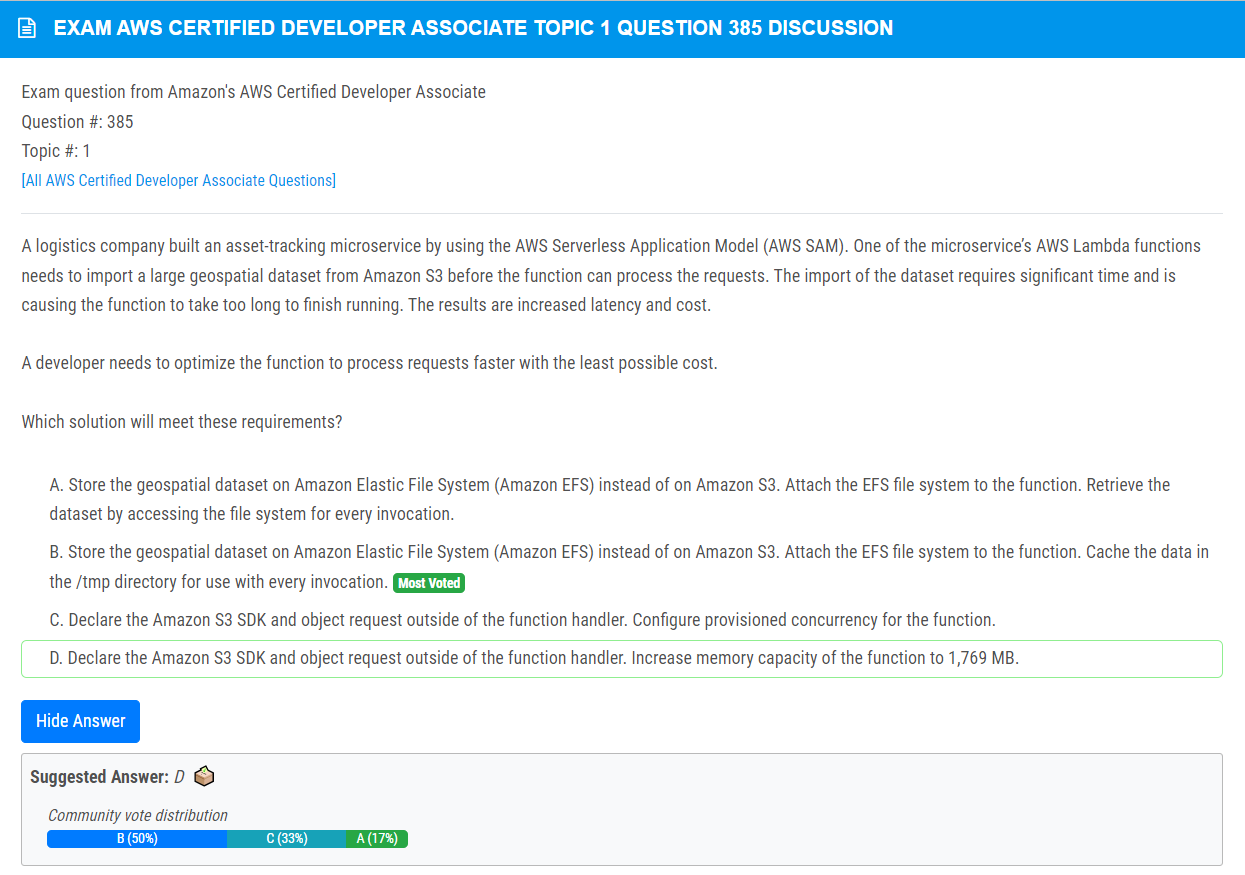 EXAM AWS CERTIFIED DEVELOPER ASSOCIATE TOPIC 1 QUESTION 385 DISCUSSION
Exam question from Amazon's AWS Certified Developer Associate
Question #: 385
Topic #: 1
[All AWS Certified Developer Associate Questions]
A logistics company built an asset-tracking microservice by using the AWS Serverless Application Model (AWS SAM). One of the microservice’s AWS Lambda functions
needs to import a large geospatial dataset from Amazon S3 before the function can process the requests. The import of the dataset requires significant time and is
causing the function to take too long to finish running. The results are increased latency and cost.
A developer needs to optimize the function to process requests faster with the least possible cost.
Which solution will meet these requirements?
A. Store the geospatial dataset on Amazon Elastic File System (Amazon EFS) instead of on Amazon S3. Attach the EFS file system to the function. Retrieve the
dataset by accessing the file system for every invocation.
B. Store the geospatial dataset on Amazon Elastic File System (Amazon EFS) instead of on Amazon S3. Attach the EFS file system to the function. Cache the data in
the /tmp directory for use with every invocation. Most Voted
C. Declare the Amazon S3 SDK and object request outside of the function handler. Configure provisioned concurrency for the function.
D. Declare the Amazon S3 SDK and object request outside of the function handler. Increase memory capacity of the function to 1,769 MB.
Hide Answer
Suggested Answer: D
Community vote distribution
B (50%) C (33%) A (17%)